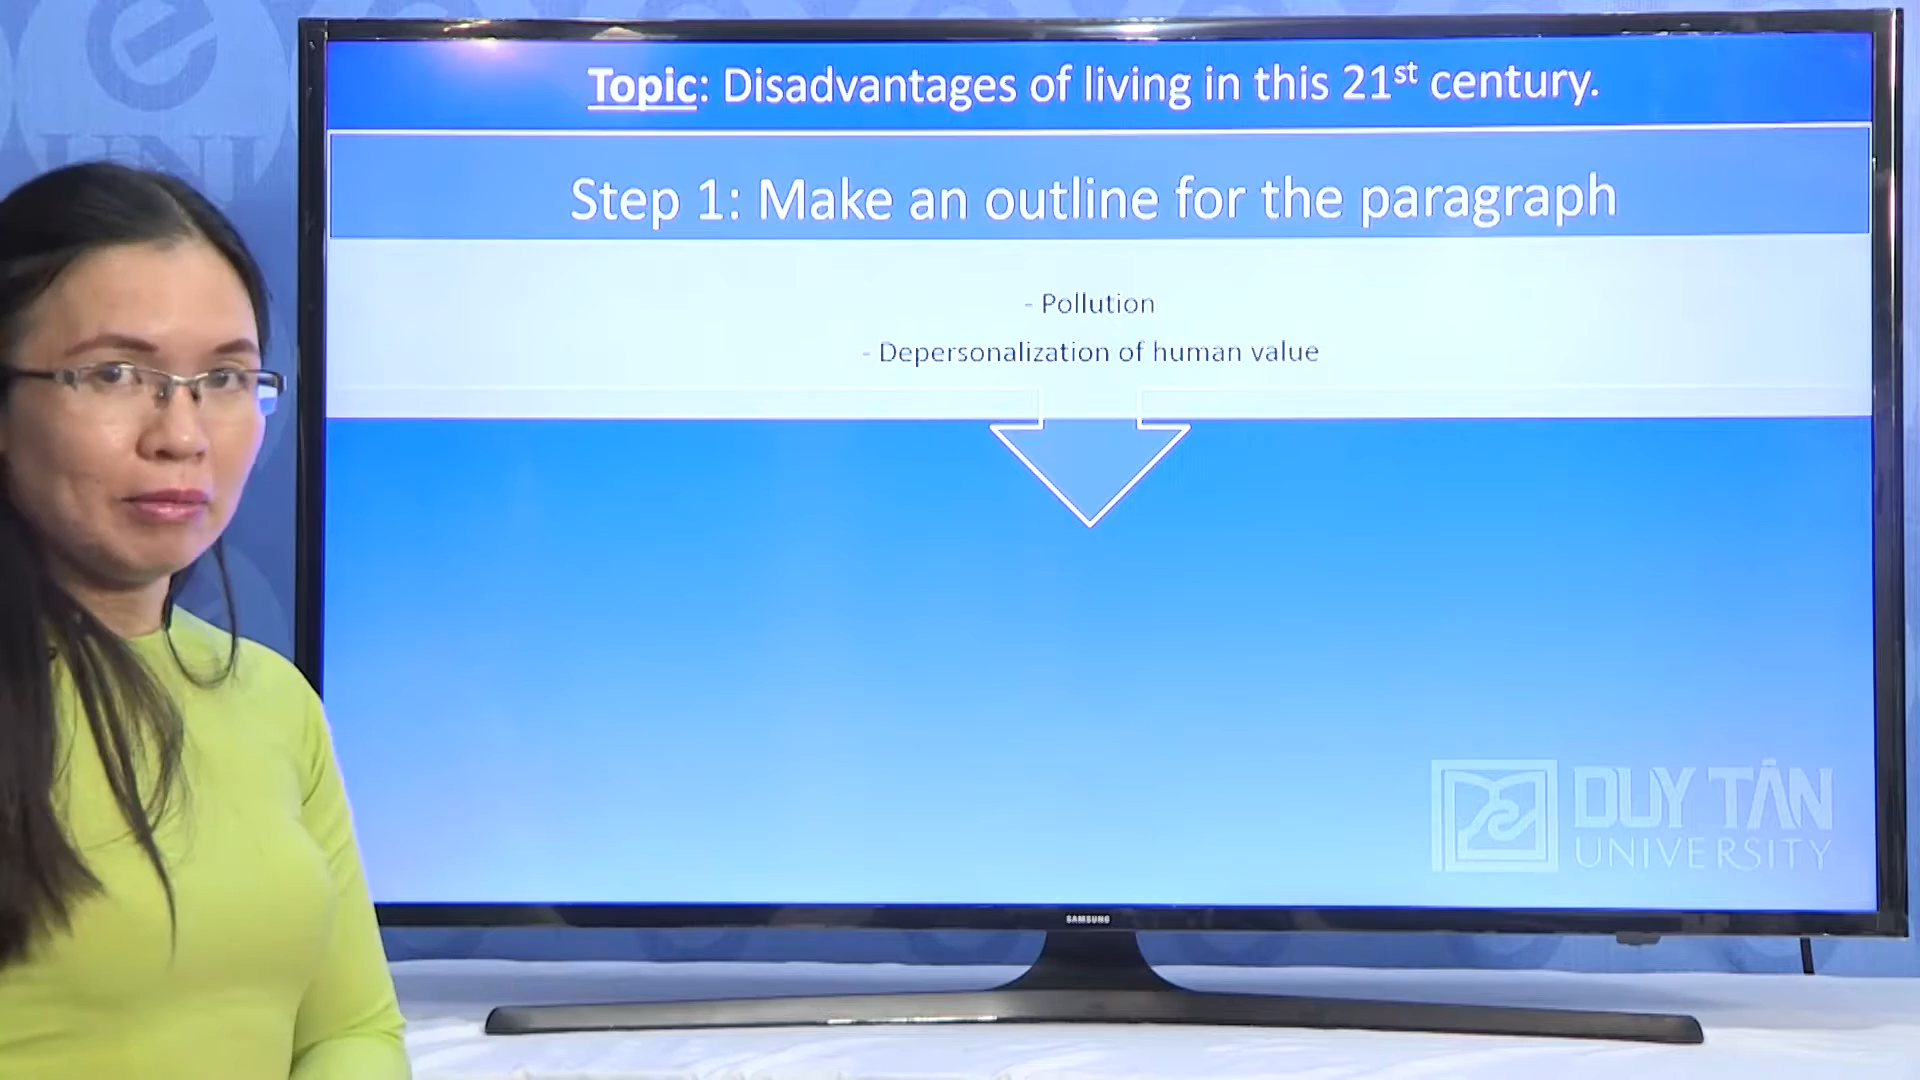 UNI
Topic: Disadvantages of living in this 21st century.
Step 1: Make an outline for the paragraph
- Pollution
- Depersonalization of human value
DUY TÂN
UNIVERSITY
SAMSUNG